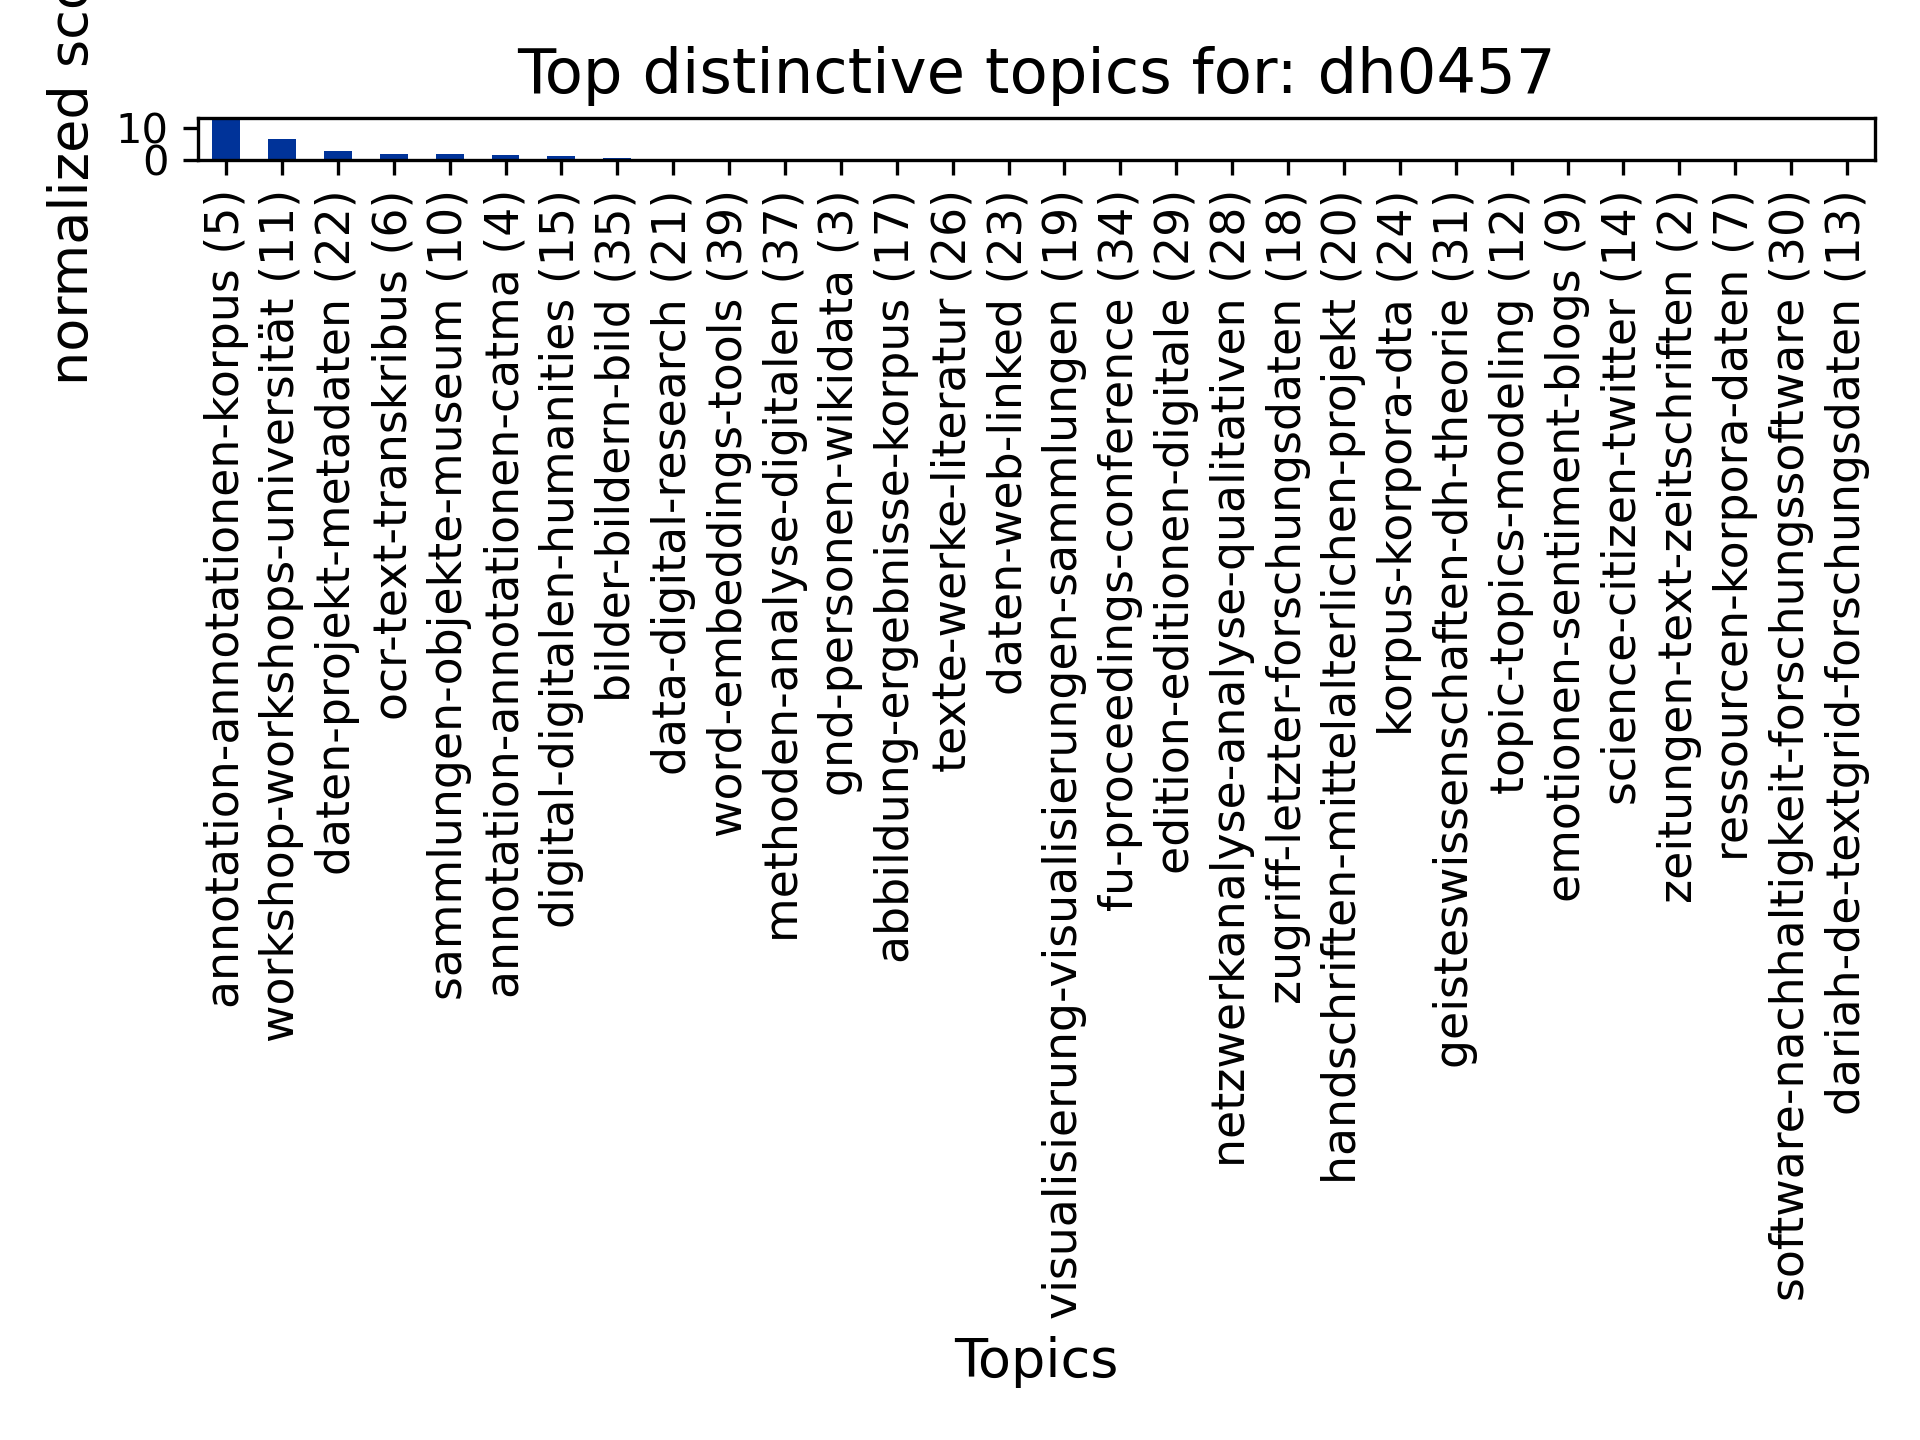 Top distinctive topics for: dh0457
normalized sco
10
0
annotation-annotationen-korpus (5)
workshop-workshops-universität (11)
daten-projekt-metadaten (22)
ocr-text-transkribus (6)
sammlungen-objekte-museum (10)
annotation-annotationen-catma (4)
digital-digitalen-humanities (15)
bilder-bildern-bild (35)
data-digital-research (21)
word-embeddings-tools (39)
methoden-analyse-digitalen (37)
gnd-personen-wikidata (3)
abbildung-ergebnisse-korpus (17)
texte-werke-literatur (26)
daten-web-linked (23)
visualisierung-visualisierungen-sammlungen (19)
fu-proceedings-conference (34)
edition-editionen-digitale (29)
netzwerkanalyse-analyse-qualitativen (28)
zugriff-letzter-forschungsdaten (18)
handschriften-mittelalterlichen-projekt (20)
korpus-korpora-dta (24)
geisteswissenschaften-dh-theorie (31)
topic-topics-modeling (12)
emotionen-sentiment-blogs (9)
science-citizen-twitter (14)
zeitungen-text-zeitschriften (2)
ressourcen-korpora-daten (7)
software-nachhaltigkeit-forschungssoftware (30)
dariah-de-textgrid-forschungsdaten (13)
Topics